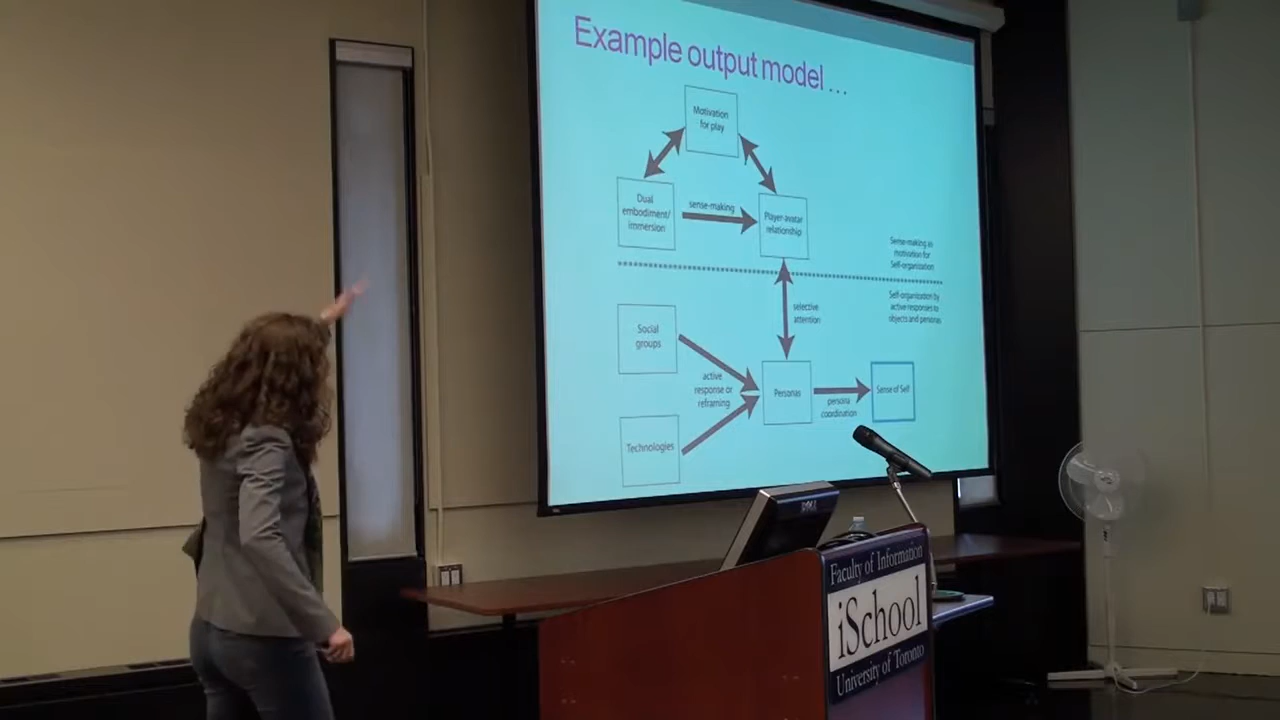 Example output model ...
Motivation
for play
Dual
embodiment/
immersion
sense-making
Player-avatar
relationship
Sense-making as
motivation for
Self-organization
Self-organization by
active responses to
objects and personas
selective
attention
Social
groups
active
response or
reframing
Personas
persona
coordination
Sense of Self
Technologies
DELL
Faculty of Information
iSchool
University of Toronto